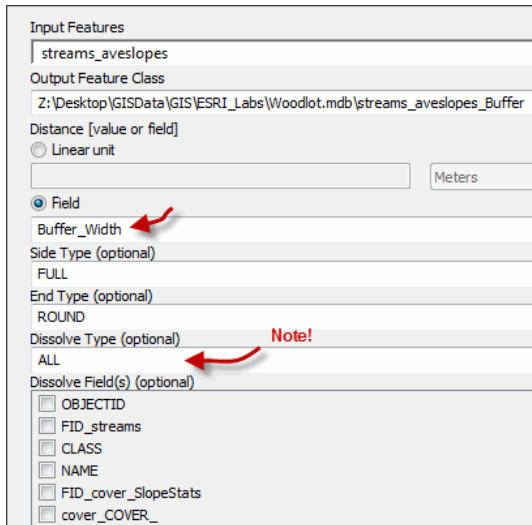 Input Features
streams_aveslopes
Output Feature Class
Z:\Desktop\GISData\GIS\ESRI_Labs\Woodlot.mdb\streams_aveslopes_Buffer
Distance [value or field]
Linear unit
Meters
Field
Buffer_Width
Side Type (optional)
FULL
End Type (optional)
ROUND
Dissolve Type (optional)
Note!
ALL
Dissolve Field(s) (optional)
OBJECTID
FID_streams
CLASS
NAME
FID_cover_SlopeStats
cover_COVER_